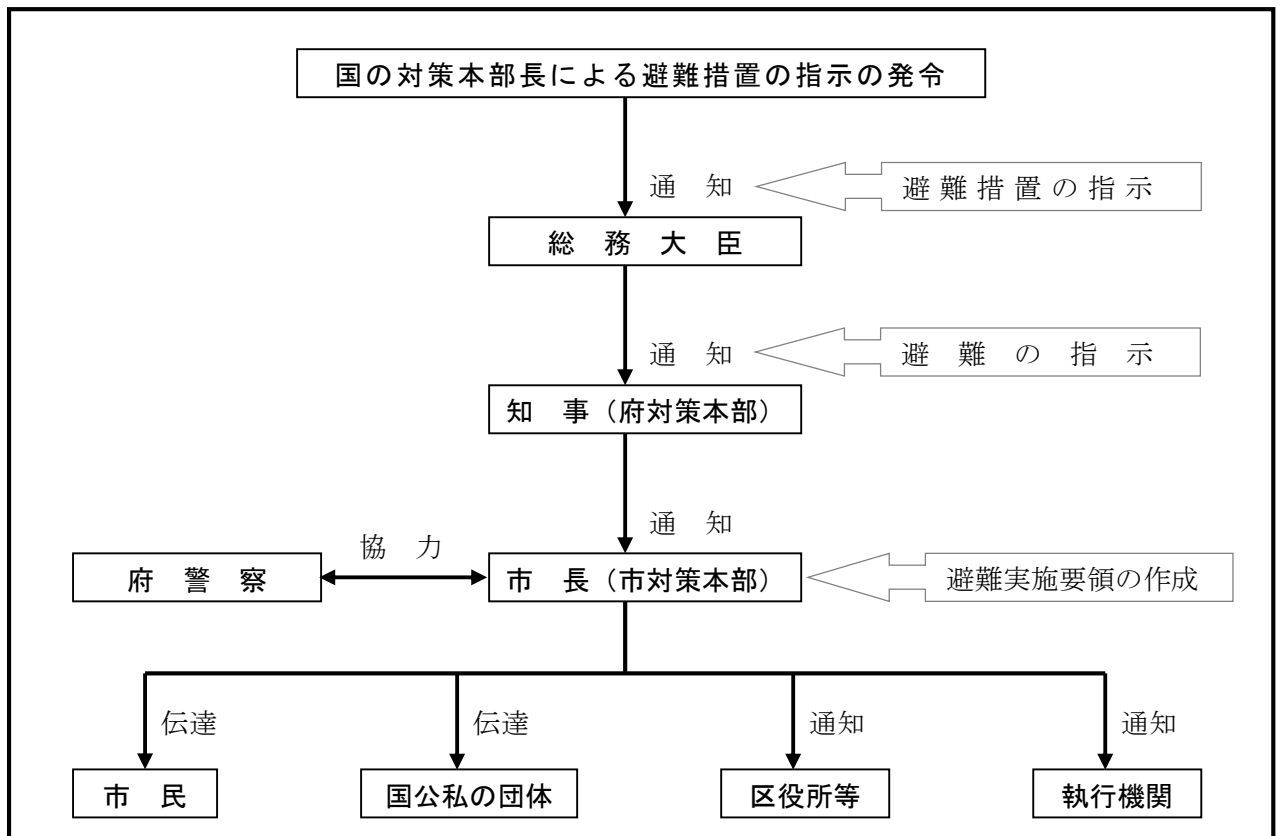 国の対策本部長による避難措置の指示の発令
通 知
避難措置の指示
総 務 大 臣
通 知
避 難 の 指 示
知 事(府対策本部)
通 知
協 力
府 警 察
市 長(市対策本部)
避難実施要領の作成
伝達
伝達
通知
通知
市 民
国公私の団体
区役所等
執行機関